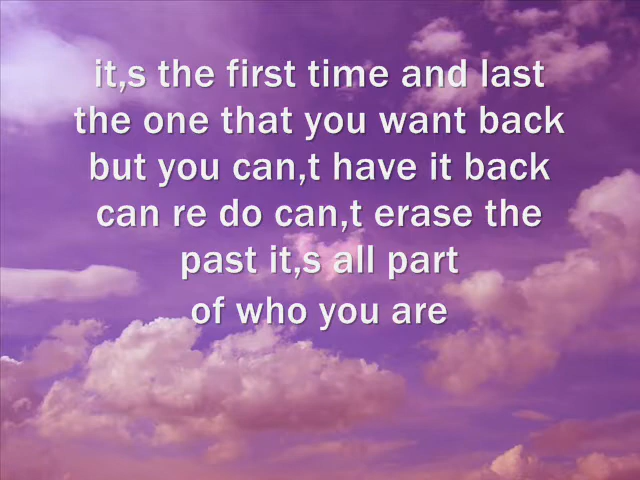 it,s the first time and last
the one that you want back
but you can,t have it back
can re do can,t erase the
past it,s all part
of who you are